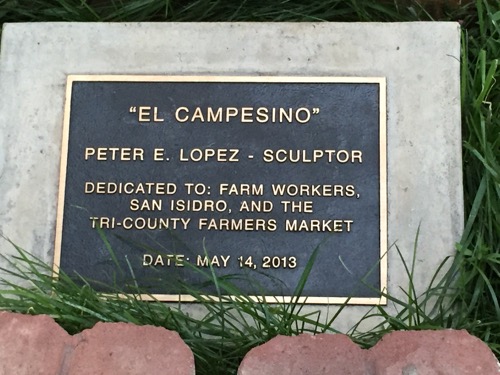 "EL CAMPESINO"
PETER E. LOPEZ - SCULPTOR
DEDICATED TO: FARM WORKERS,
SAN ISIDRO, AND THE
TRI-COUNTY FARMERS MARKET
DATE: MAY 14, 2013